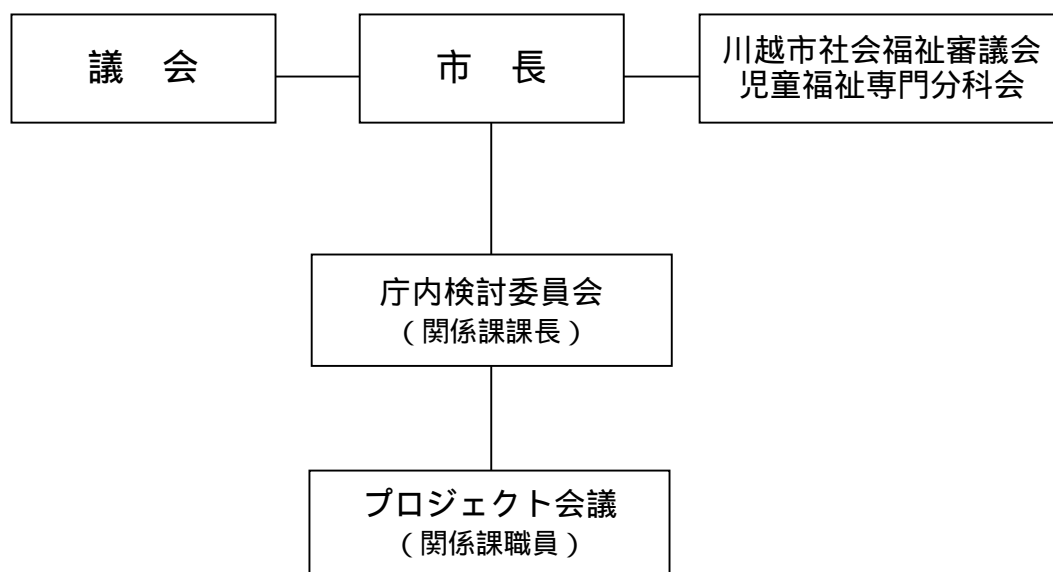 議　会
市　長
川越市社会福祉審議会
児童福祉専門分科会
庁内検討委員会
（関係課課長）
プロジェクト会議
（関係課職員）